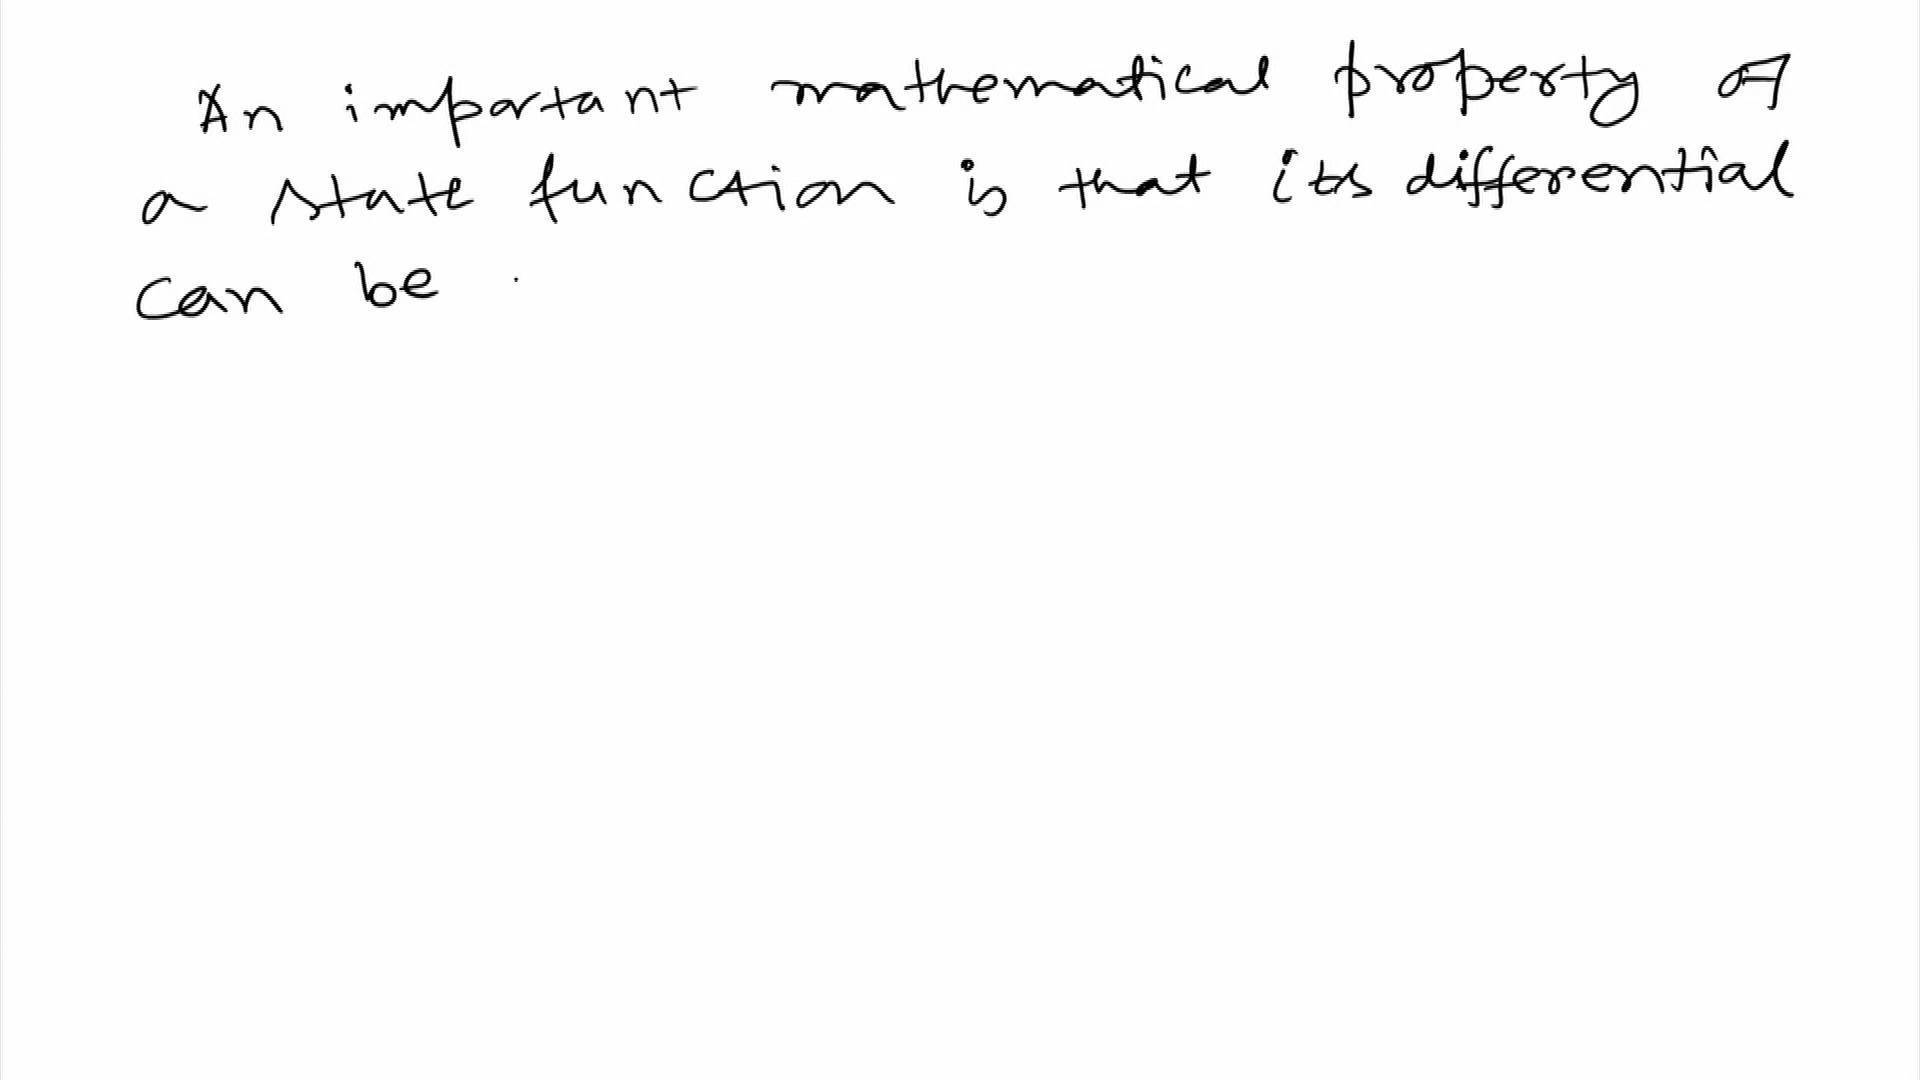 An important mathematical property of
a state function is that its differential
can be